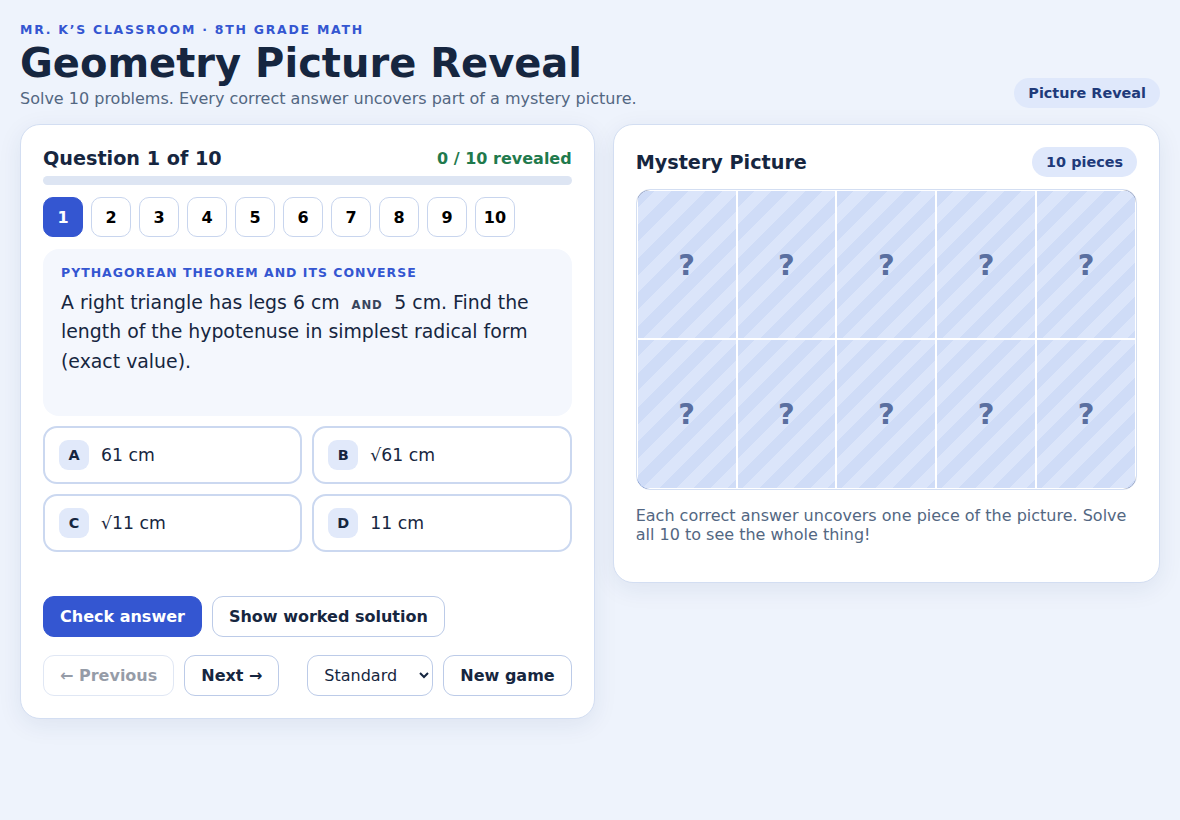 MR. K’S CLASSROOM · 8TH GRADE MATH
Geometry Picture Reveal
Solve 10 problems. Every correct answer uncovers part of a mystery picture.
Picture Reveal
Question 1 of 10
0 / 10 revealed
1 2 3 4 5 6 7 8 9 10
PYTHAGOREAN THEOREM AND ITS CONVERSE
A right triangle has legs 6 cm AND 5 cm. Find the
length of the hypotenuse in simplest radical form
(exact value).
A 61 cm
B √61 cm
C √11 cm
D 11 cm
Check answer
Show worked solution
← Previous
Next →
Standard
New game
Mystery Picture
10 pieces
? ? ? ? ?
? ? ? ? ?
Each correct answer uncovers one piece of the picture. Solve
all 10 to see the whole thing!